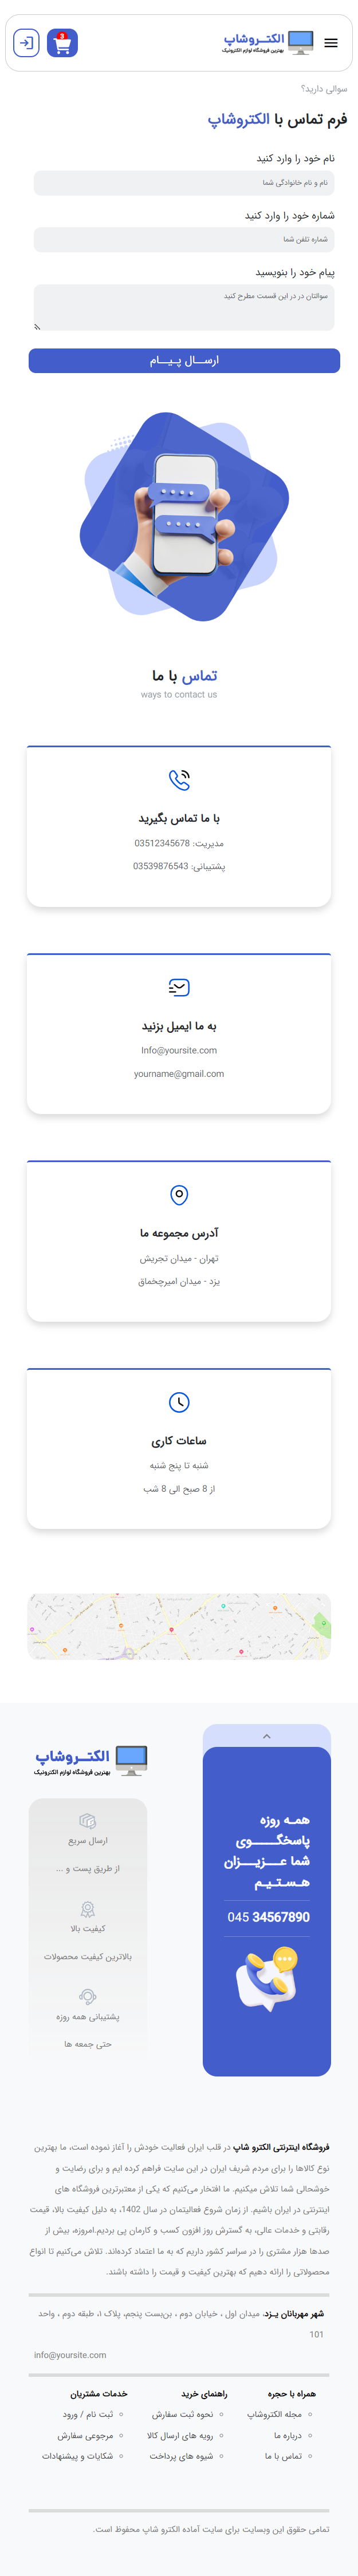 الکتــروشاپ
بهترین فروشگاه لوازم الکترونیک
3
سوالی دارید؟
فرم تماس با الکتروشاپ
نام خود را وارد کنید
نام و نام خانوادگی شما
شماره خود را وارد کنید
شماره تلفن شما
پیام خود را بنویسید
سوالتان در در این قسمت مطرح کنید
ارســال پـیــام
تماس با ما
ways to contact us
با ما تماس بگیرید
مدیریت: 03512345678
پشتیبانی: 03539876543
به ما ایمیل بزنید
Info@yoursite.com
yourname@gmail.com
آدرس مجموعه ما
تهران - میدان تجریش
یزد - میدان امیرچخماق
ساعات کاری
شنبه تا پنج شنبه
از 8 صبح الی 8 شب
همـه روزه
پاسخگــــوی
شما عـــزیـــزان
هـسـتـیـم
045 34567890
الکتــروشاپ
بهترین فروشگاه لوازم الکترونیک
ارسال سریع
از طریق پست و ...
کیفیت بالا
بالاترین کیفیت محصولات
پشتیبانی همه روزه
حتی جمعه ها
فروشگاه اینترنتی الکترو شاپ در قلب ایران فعالیت خودش را آغاز نموده است، ما بهترین
نوع کالاها را برای مردم شریف ایران در این سایت فراهم کرده ایم و برای رضایت و
خوشحالی شما تلاش میکنیم. ما افتخار می‌کنیم که یکی از معتبرترین فروشگاه های
اینترنتی در ایران باشیم. از زمان شروع فعالیتمان در سال 1402، به دلیل کیفیت بالا، قیمت
رقابتی و خدمات عالی، به گسترش روز افزون کسب و کارمان پی بردیم.امروزه، بیش از
صدها هزار مشتری را در سراسر کشور داریم که به ما اعتماد کرده‌اند. تلاش می‌کنیم تا انواع
محصولاتی را ارائه دهیم که بهترین کیفیت و قیمت را داشته باشند.
شهر مهربانان یـزد، میدان اول ، خیابان دوم ، بن‌بست پنجم، پلاک ۱، طبقه دوم ، واحد
101
info@yoursite.com
همراه با حجره
مجله الکتروشاپ
درباره ما
تماس با ما
راهنمای خرید
نحوه ثبت سفارش
رویه های ارسال کالا
شیوه های پرداخت
خدمات مشتریان
ثبت نام / ورود
مرجوعی سفارش
شکایات و پیشنهادات
تمامی حقوق این وبسایت برای سایت آماده الکترو شاپ محفوظ است.